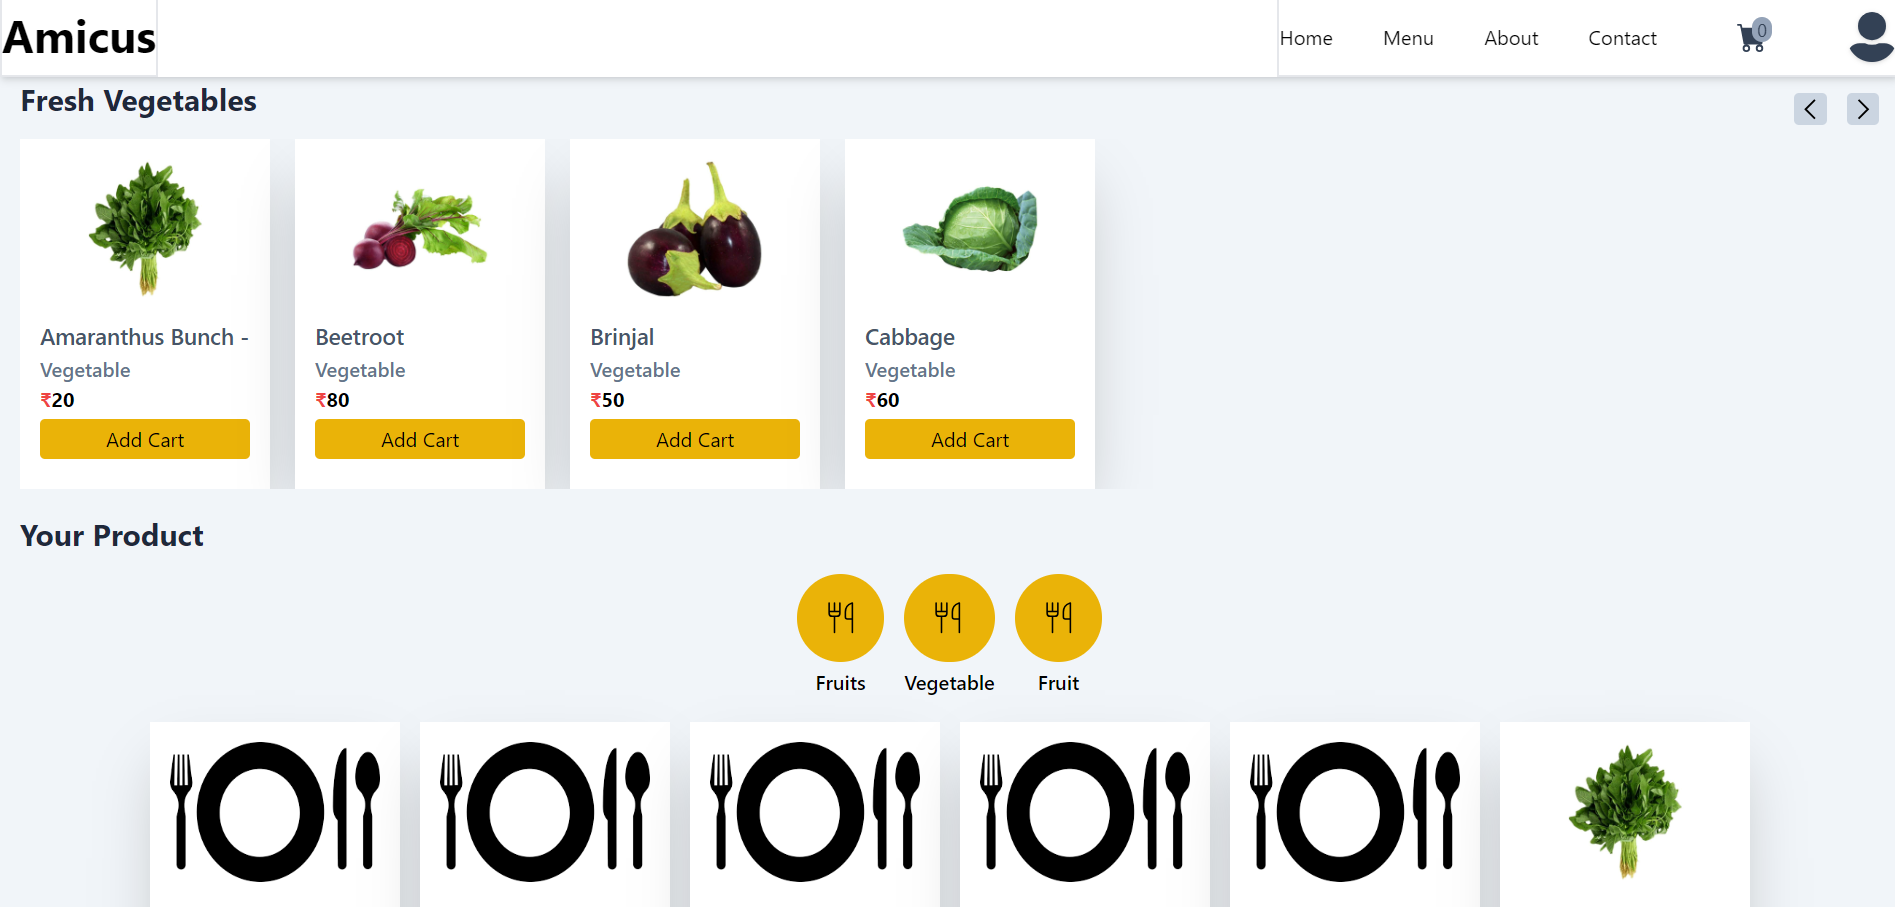 Amicus
Home Menu About Contact 0
Fresh Vegetables
Amaranthus Bunch -
Vegetable
₹20
Add Cart
Beetroot
Vegetable
₹80
Add Cart
Brinjal
Vegetable
₹50
Add Cart
Cabbage
Vegetable
₹60
Add Cart
Your Product
Fruits Vegetable Fruit